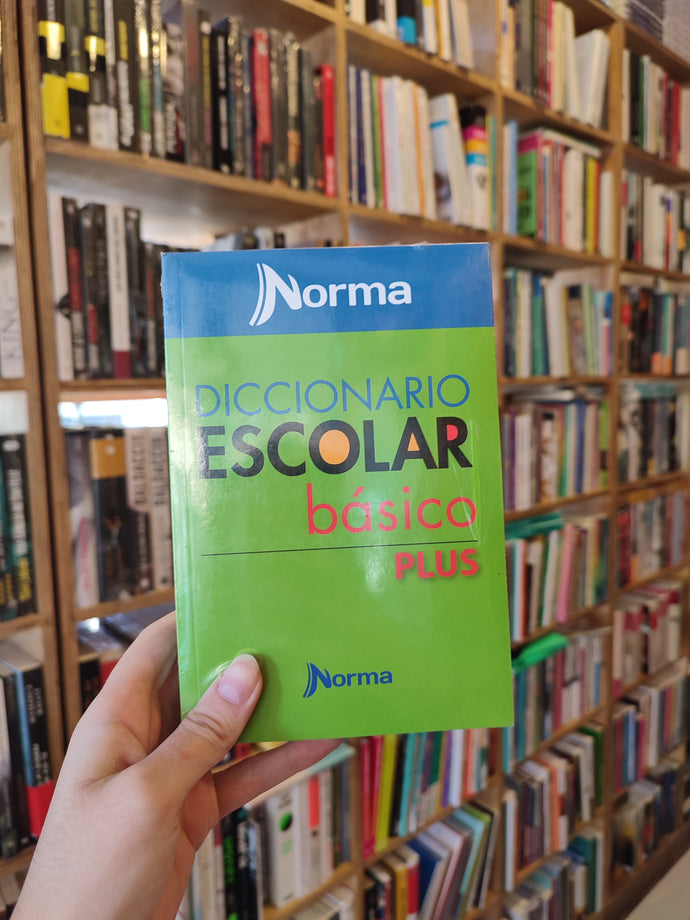 Norma
DICCIONARIO
ESCOLAR
básico
PLUS
Norma